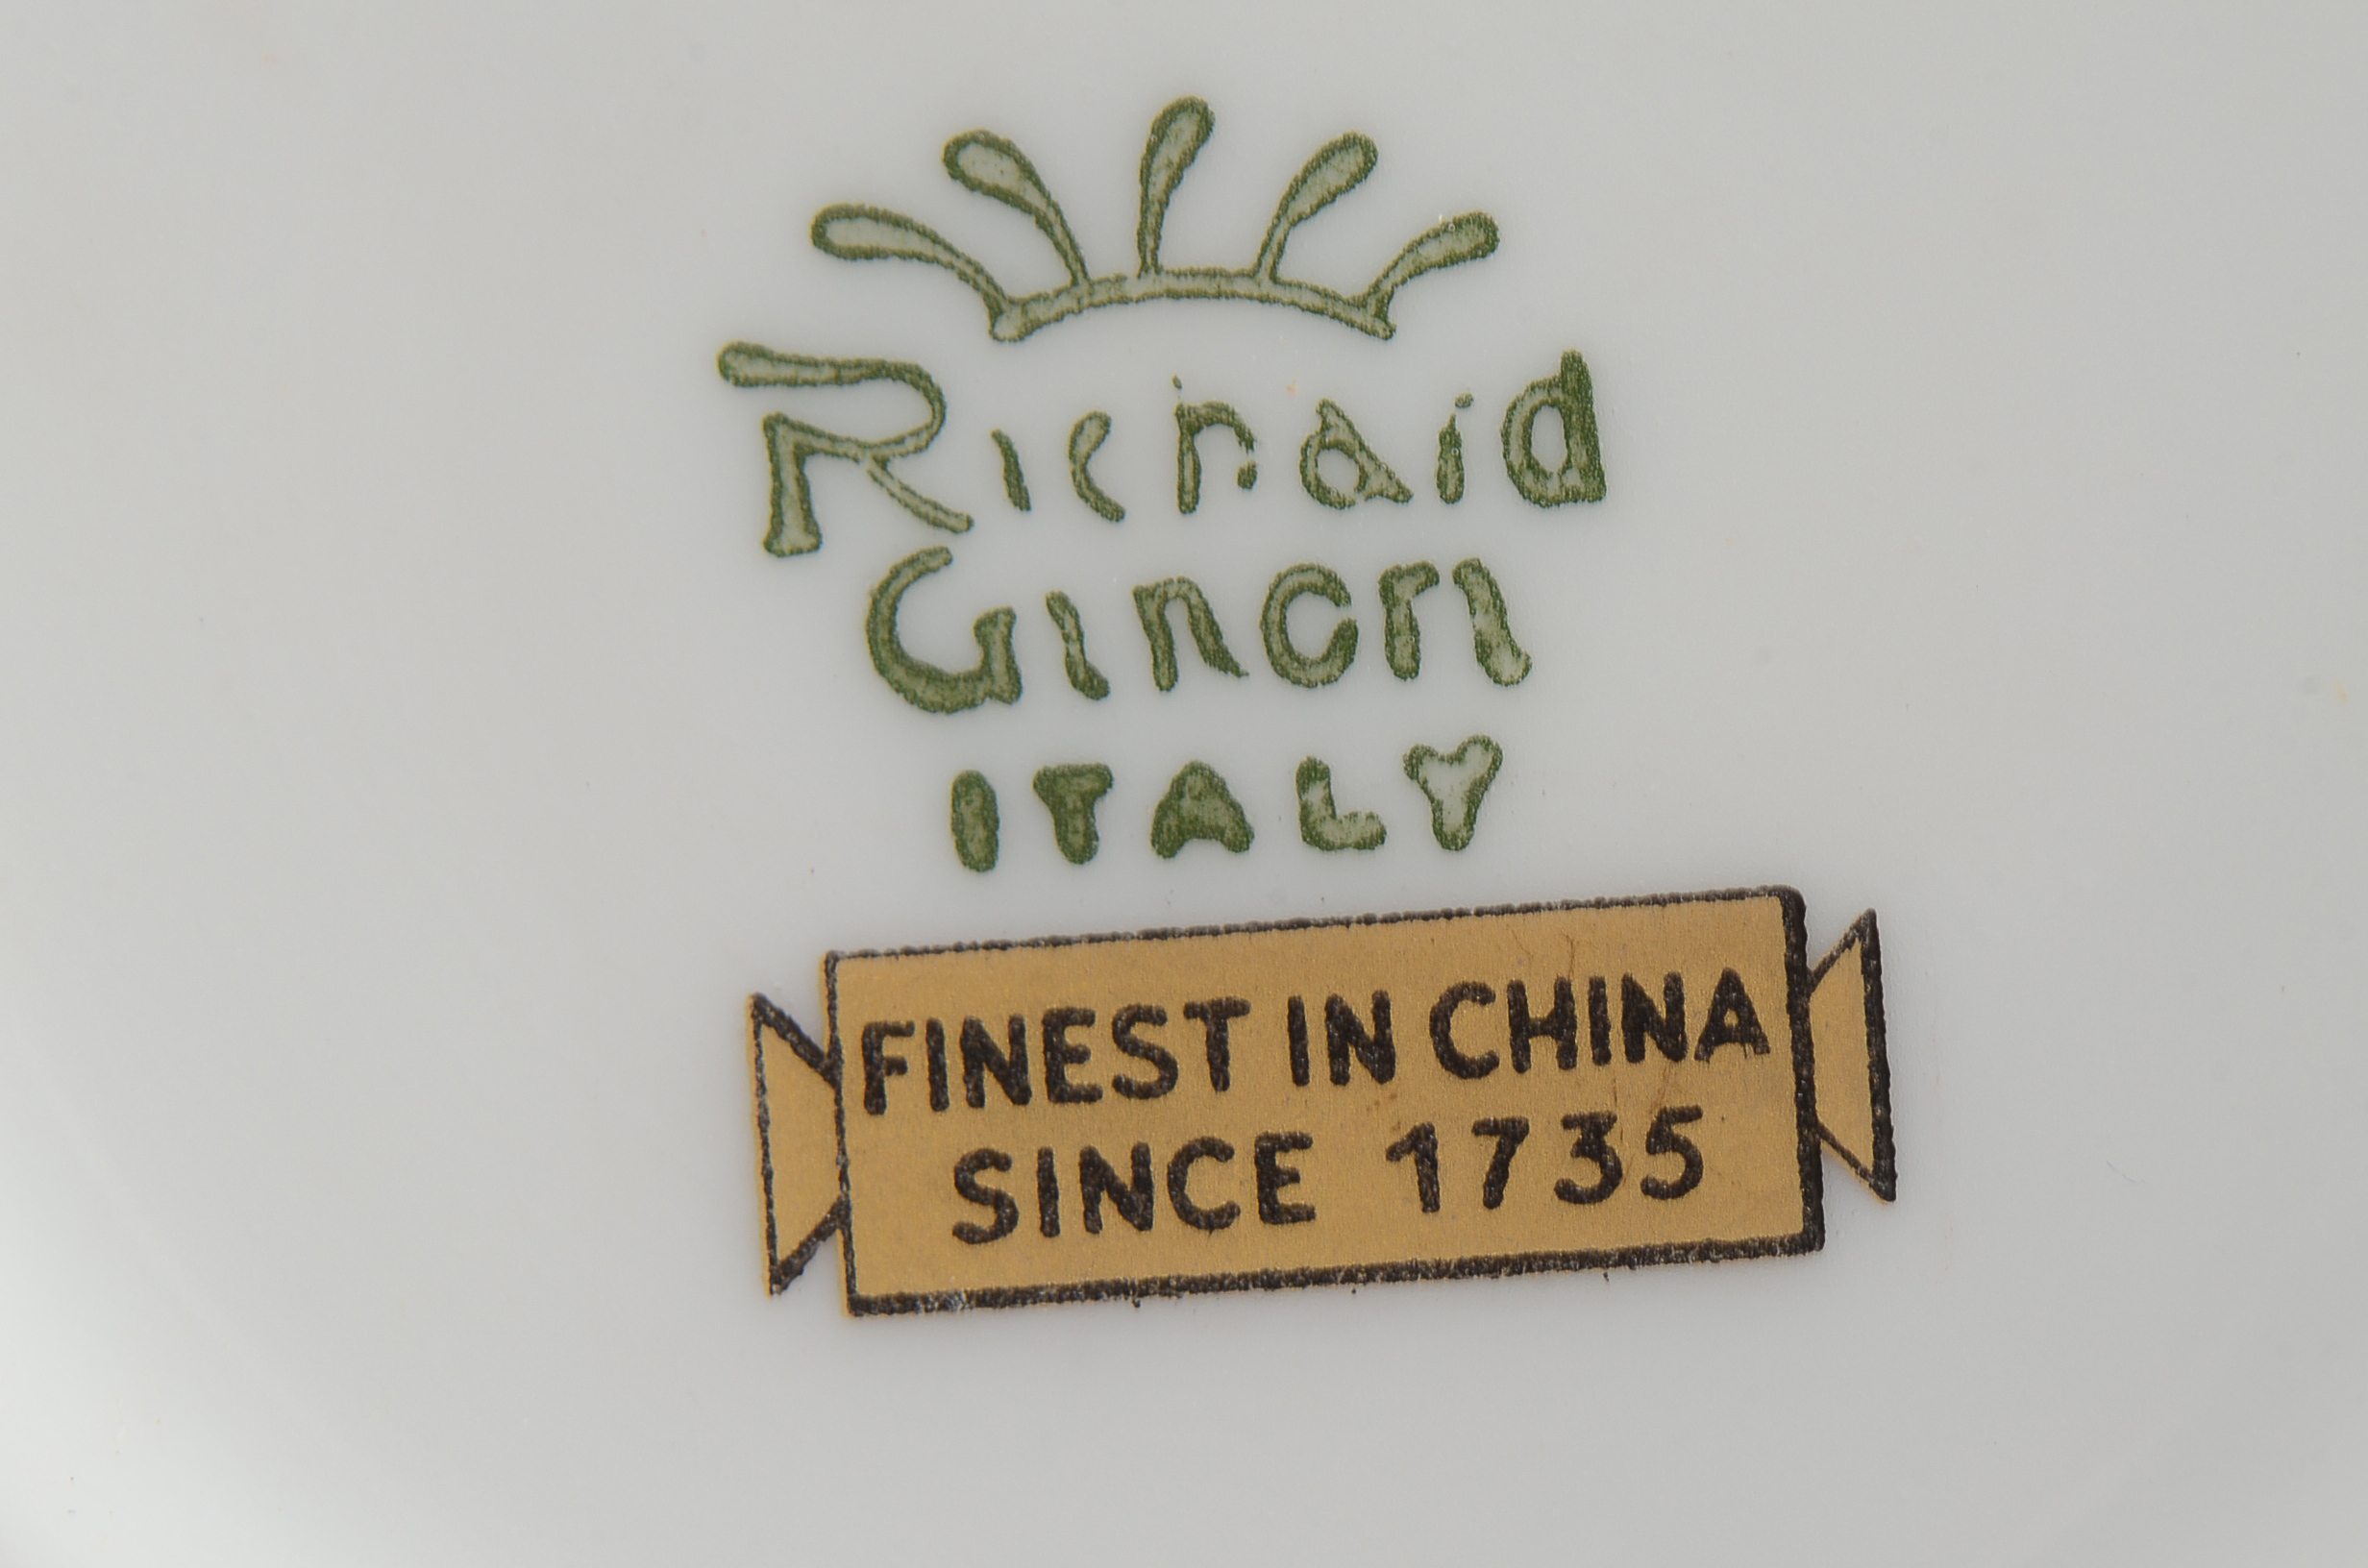 Richard
Ginori
ITALY
FINEST IN CHINA
SINCE 1735